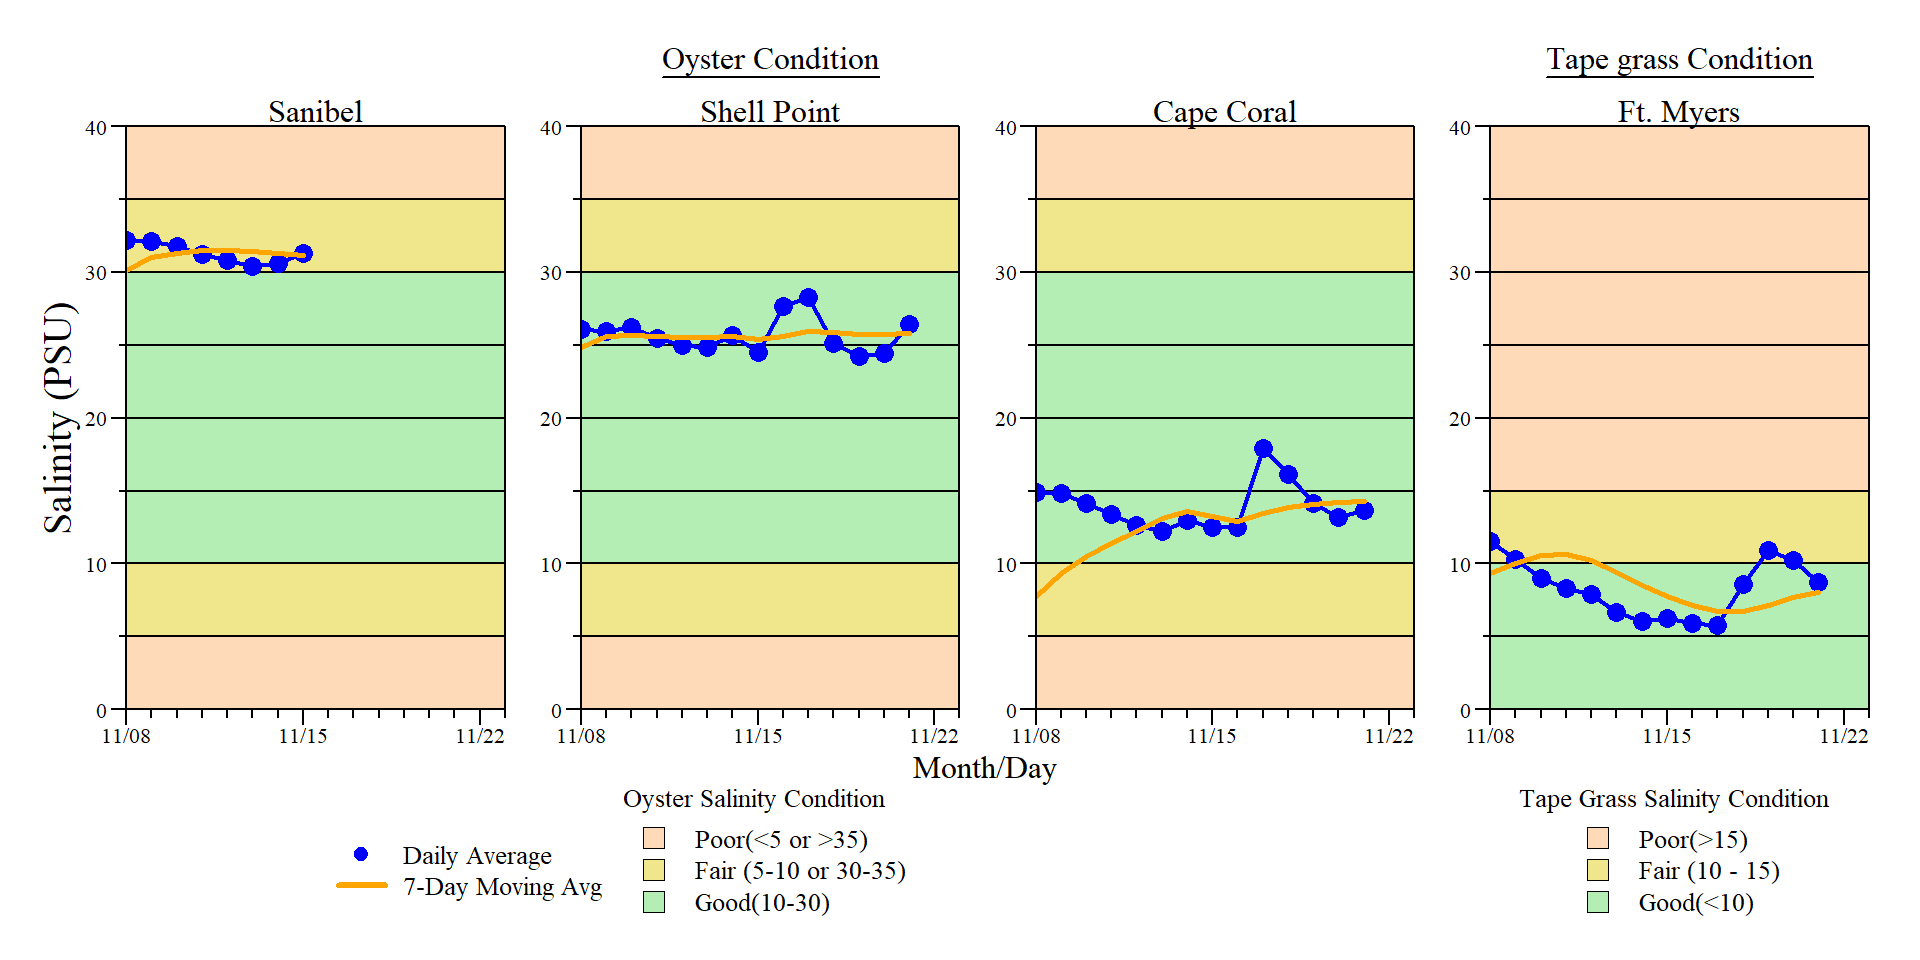 Oyster Condition
Tape grass Condition
Sanibel
Shell Point
Cape Coral
Ft. Myers
Salinity (PSU)
40
30
20
10
0
11/08
11/15
11/22
40
30
20
10
0
11/08
11/15
11/22
40
30
20
10
0
11/08
11/15
11/22
40
30
20
10
0
11/08
11/15
11/22
Month/Day
Daily Average
7-Day Moving Avg
Oyster Salinity Condition
Poor(<5 or >35)
Fair (5-10 or 30-35)
Good(10-30)
Tape Grass Salinity Condition
Poor(>15)
Fair (10 - 15)
Good(<10)